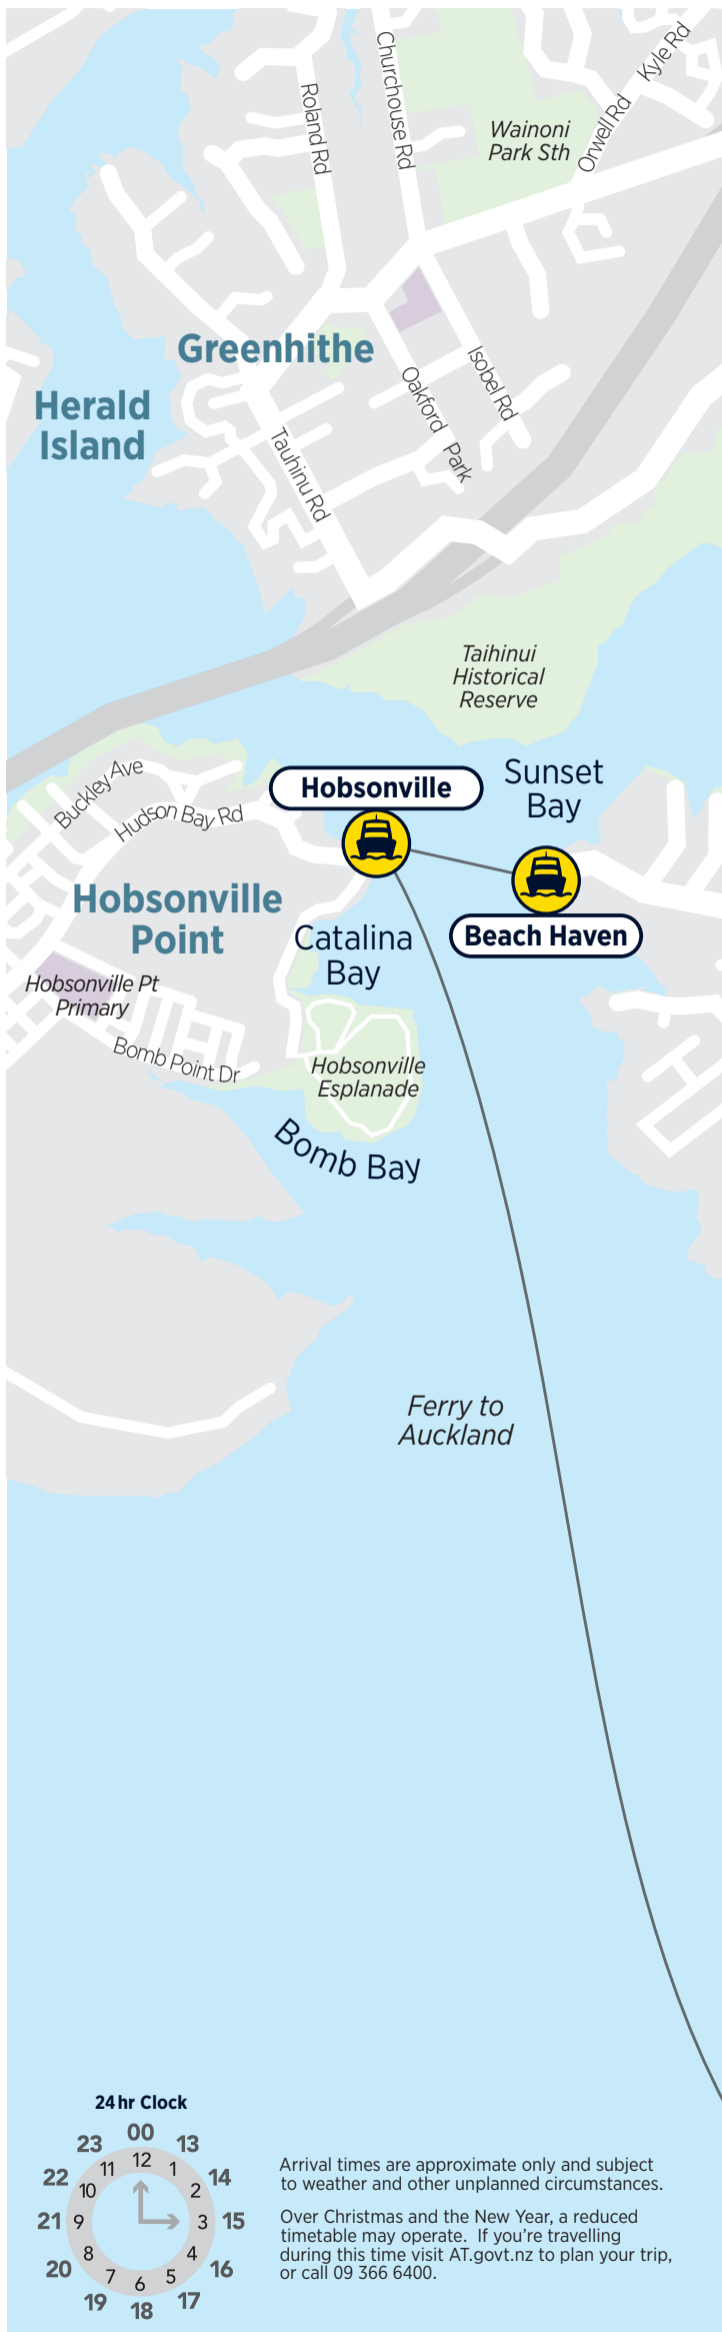 Churchouse Rd
Kyle Rd
Roland Rd
Orwell Rd
Wainoni
Park Sth
Greenhithe
Isobel Rd
Oakford Park
Herald
Island
Tauhinu Rd
Taihinui
Historical
Reserve
Buckley Ave
Hudson Bay Rd
Hobsonville
Sunset
Bay
Hobsonville
Point
Catalina
Bay
Beach Haven
Hobsonville Pt
Primary
Bomb Point Dr
Hobsonville
Esplanade
Bomb Bay
Ferry to
Auckland
24 hr Clock
00
23
13
12
11
1
22
14
10
2
21
9
3
15
8
4
20
16
7
5
6
19
17
18
Arrival times are approximate only and subject
to weather and other unplanned circumstances.
Over Christmas and the New Year, a reduced
timetable may operate. If you're travelling
during this time visit AT.govt.nz to plan your trip,
or call 09 366 6400.